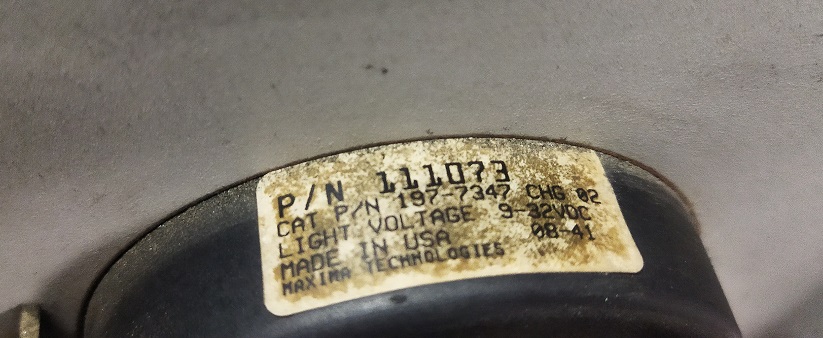 P/N 111073
CAT P/N 197-7347 CHG 02
LIGHT VOLTAGE 9-32VDC
MADE IN USA 08-41
MAXIMA TECHNOLOGIES